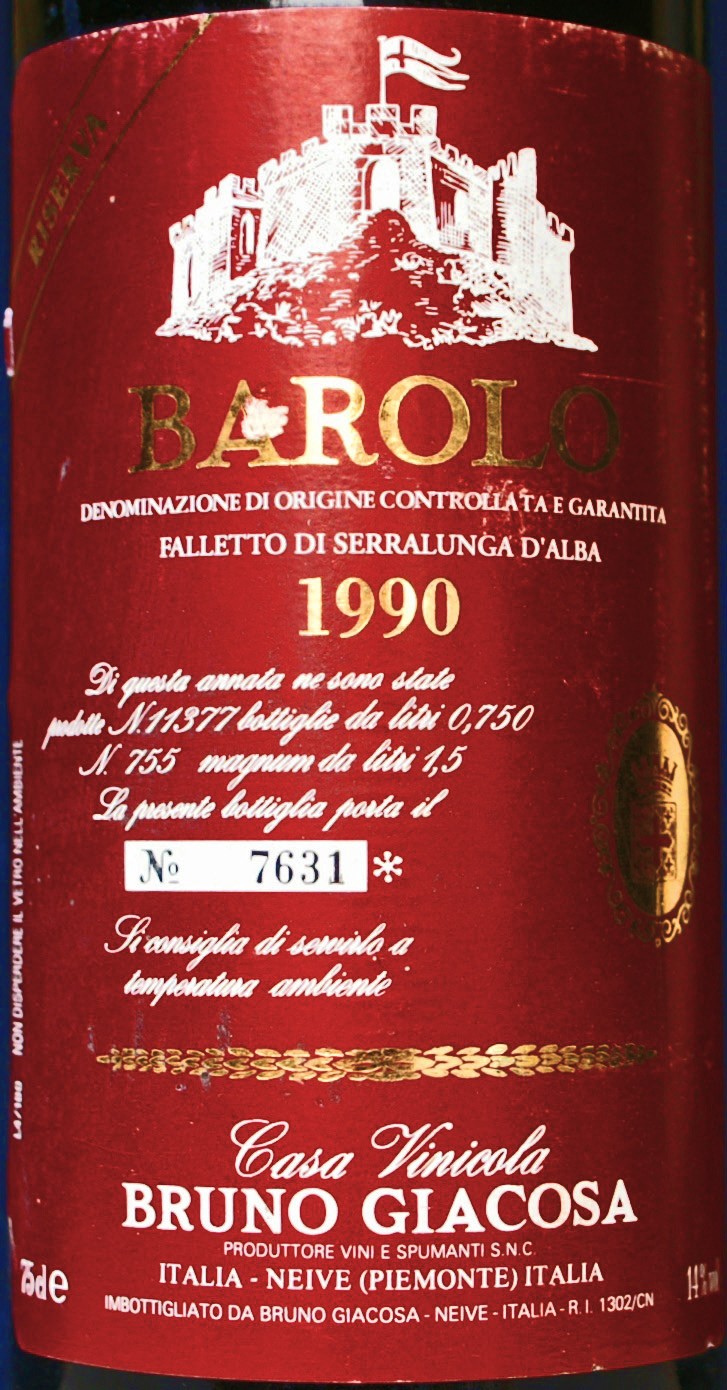 RISERVA
BAROLO
DENOMINAZIONE DI ORIGINE CONTROLLATA E GARANTITA
FALLETTO DI SERRALUNGA D'ALBA
1990
Di questa annata ne sono state
prodotte N. 11377 bottiglie da litri 0,750
N. 755 magnum da litri 1,5
La presente bottiglia porta il
№ 7631 *
Si consiglia di servirlo a
temperatura ambiente
NON DISPERDERE IL VETRO NELL'AMBIENTE
L4/180
Casa Vinicola
BRUNO GIACOSA
PRODUTTORE VINI E SPUMANTI S.N.C.
ITALIA - NEIVE (PIEMONTE) ITALIA
IMBOTTIGLIATO DA BRUNO GIACOSA - NEIVE - ITALIA - R.I. 1302/CN
14%